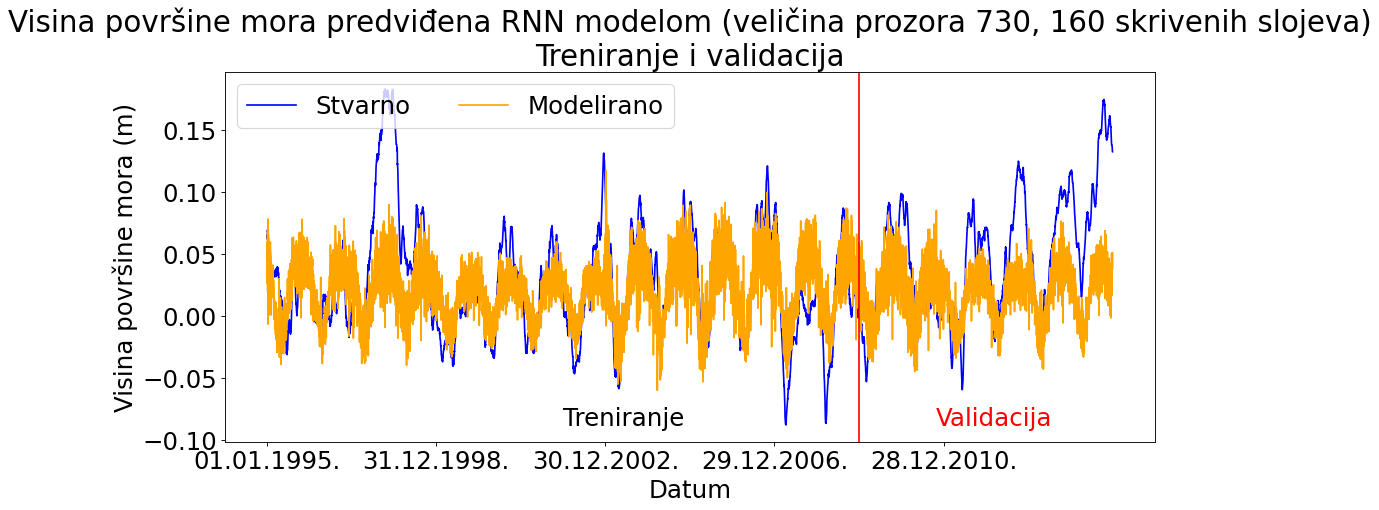 Visina površine mora predviđena RNN modelom (veličina prozora 730, 160 skrivenih slojeva)
Treniranje i validacija
Stvarno
Modelirano
Visina površine mora (m)
0.15
0.10
0.05
0.00
−0.05
−0.10
Treniranje
Validacija
01.01.1995.
31.12.1998.
30.12.2002.
29.12.2006.
28.12.2010.
Datum